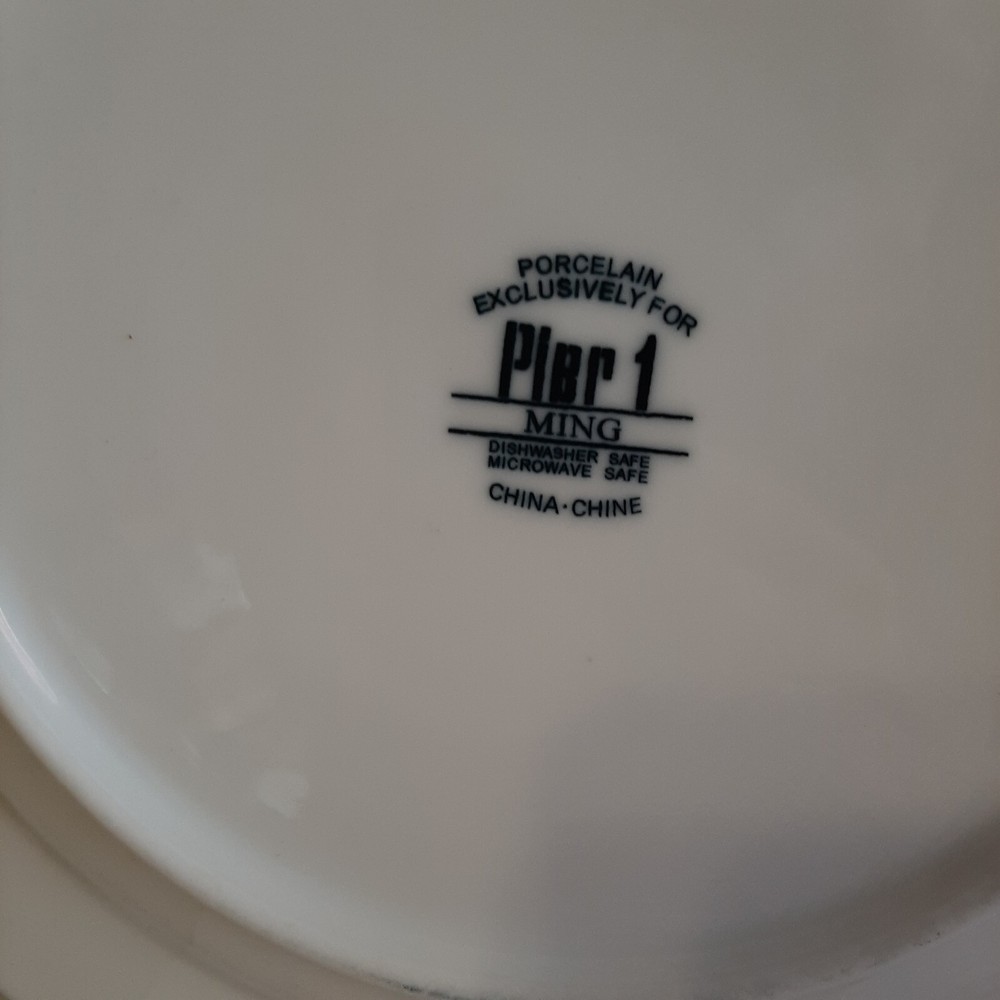 PORCELAIN
EXCLUSIVELY FOR
PIER 1
MING
DISHWASHER SAFE
MICROWAVE SAFE
CHINA·CHINE